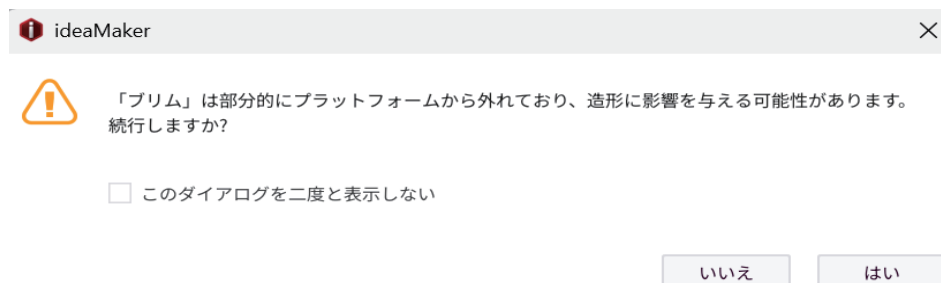 ideaMaker
「ブリム」は部分的にプラットフォームから外れており、造形に影響を与える可能性があります。
続行しますか?
このダイアログを二度と表示しない
いいえ はい